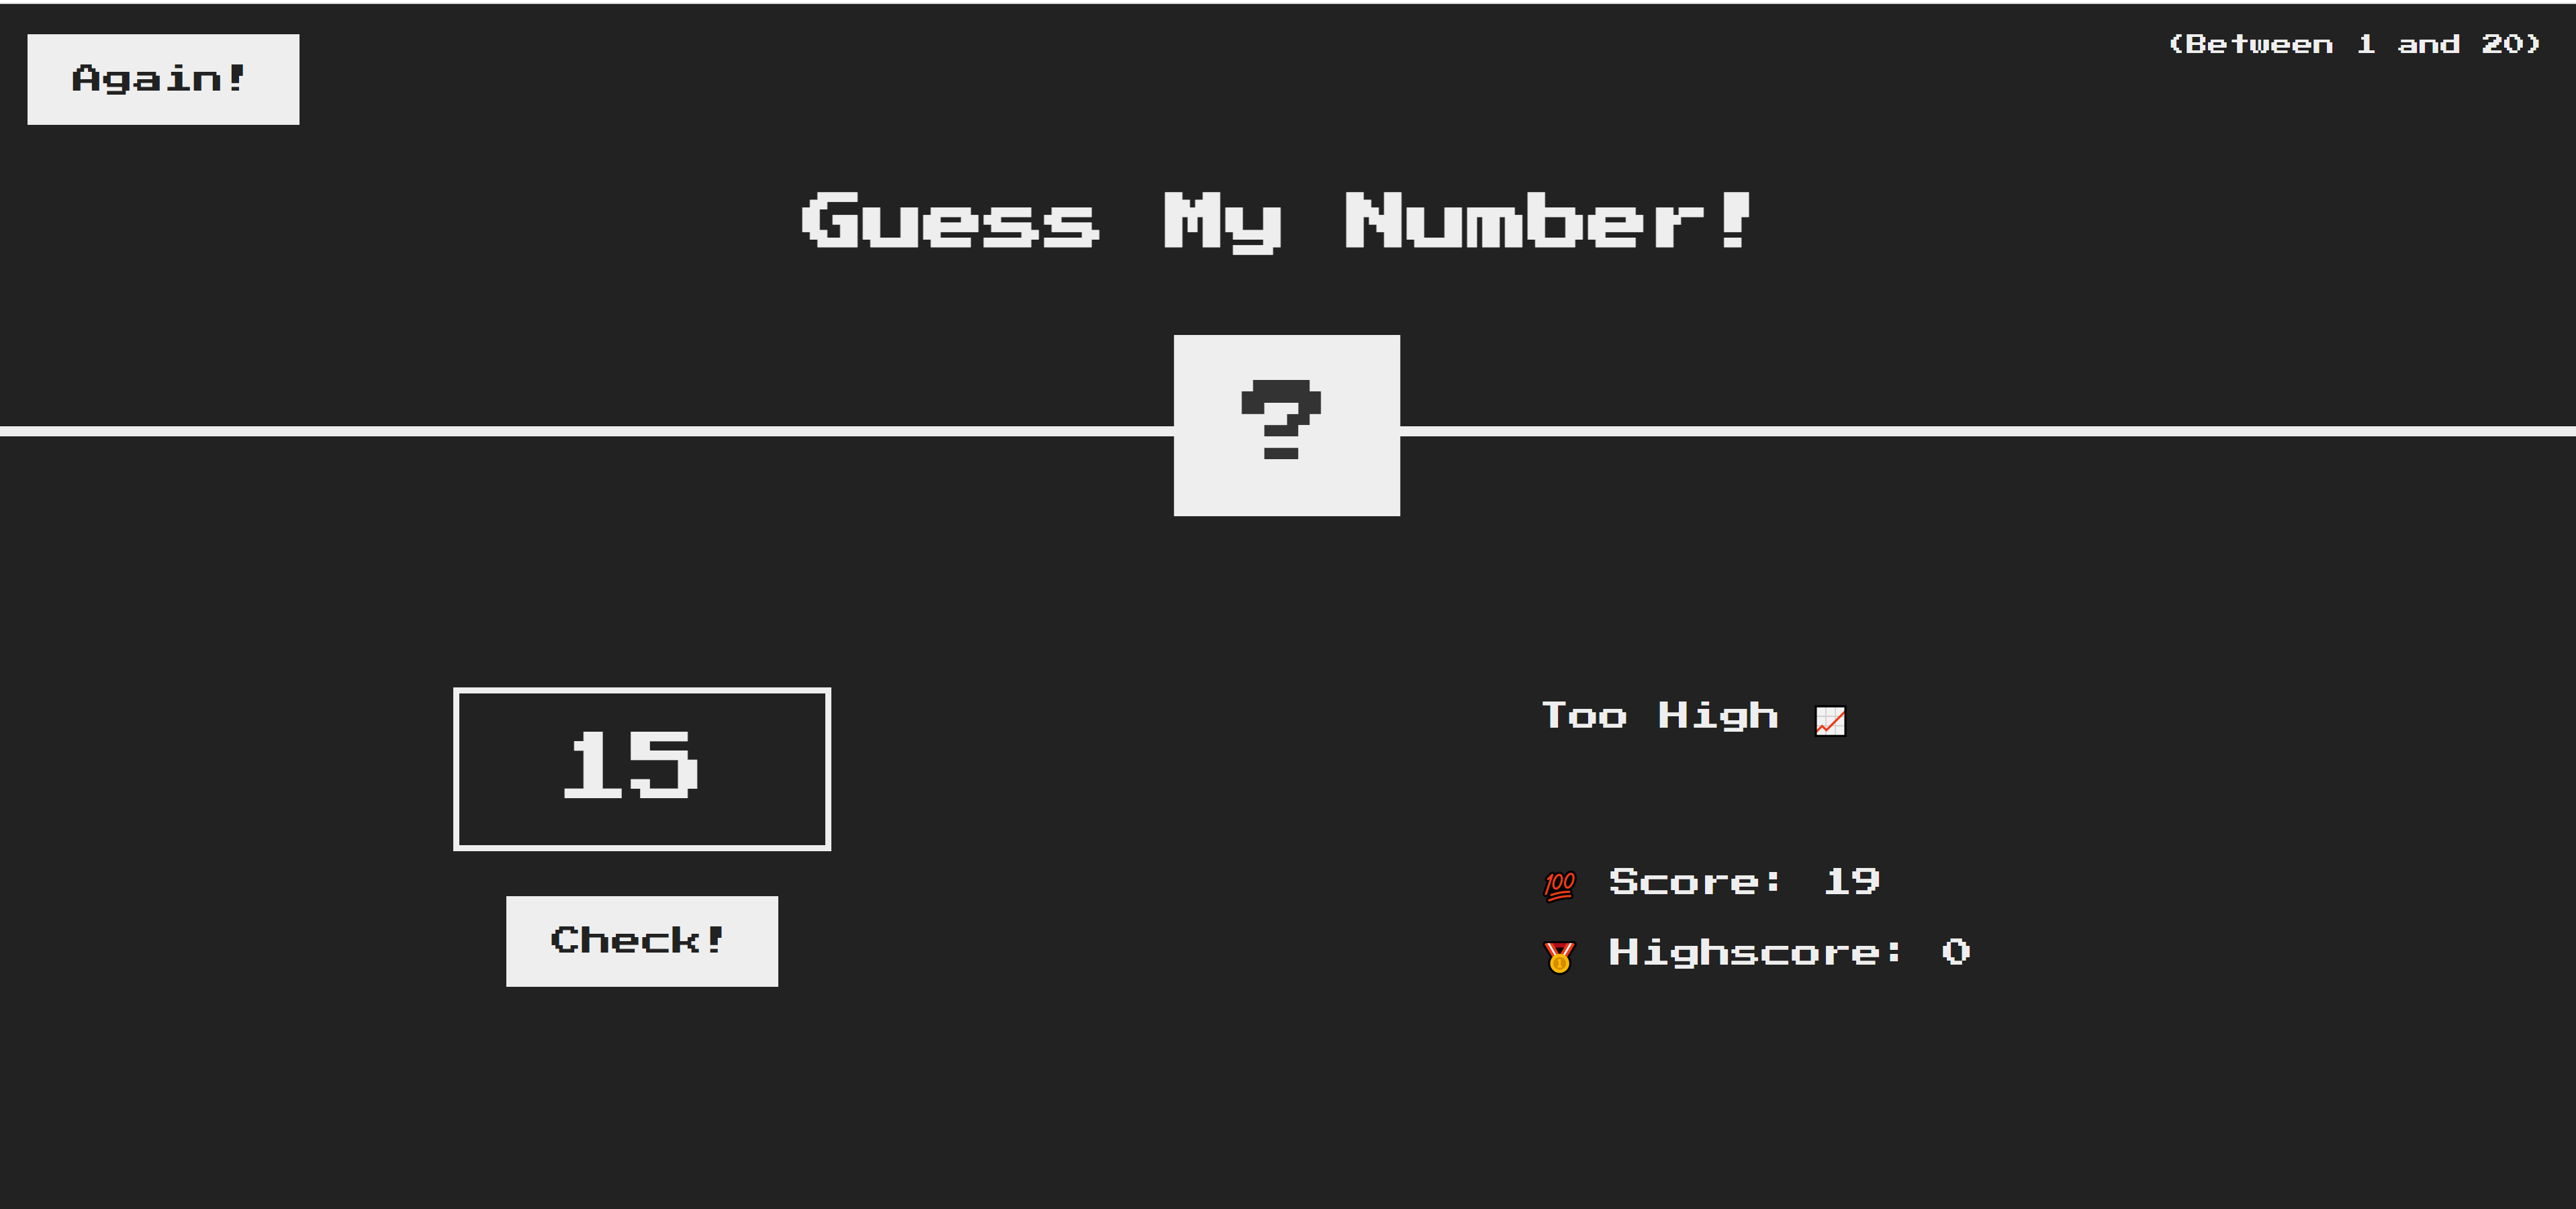 Again!
(Between 1 and 20)
Guess My Number!
?
15
Check!
Too High 📈
💯 Score: 19
🥇 Highscore: 0